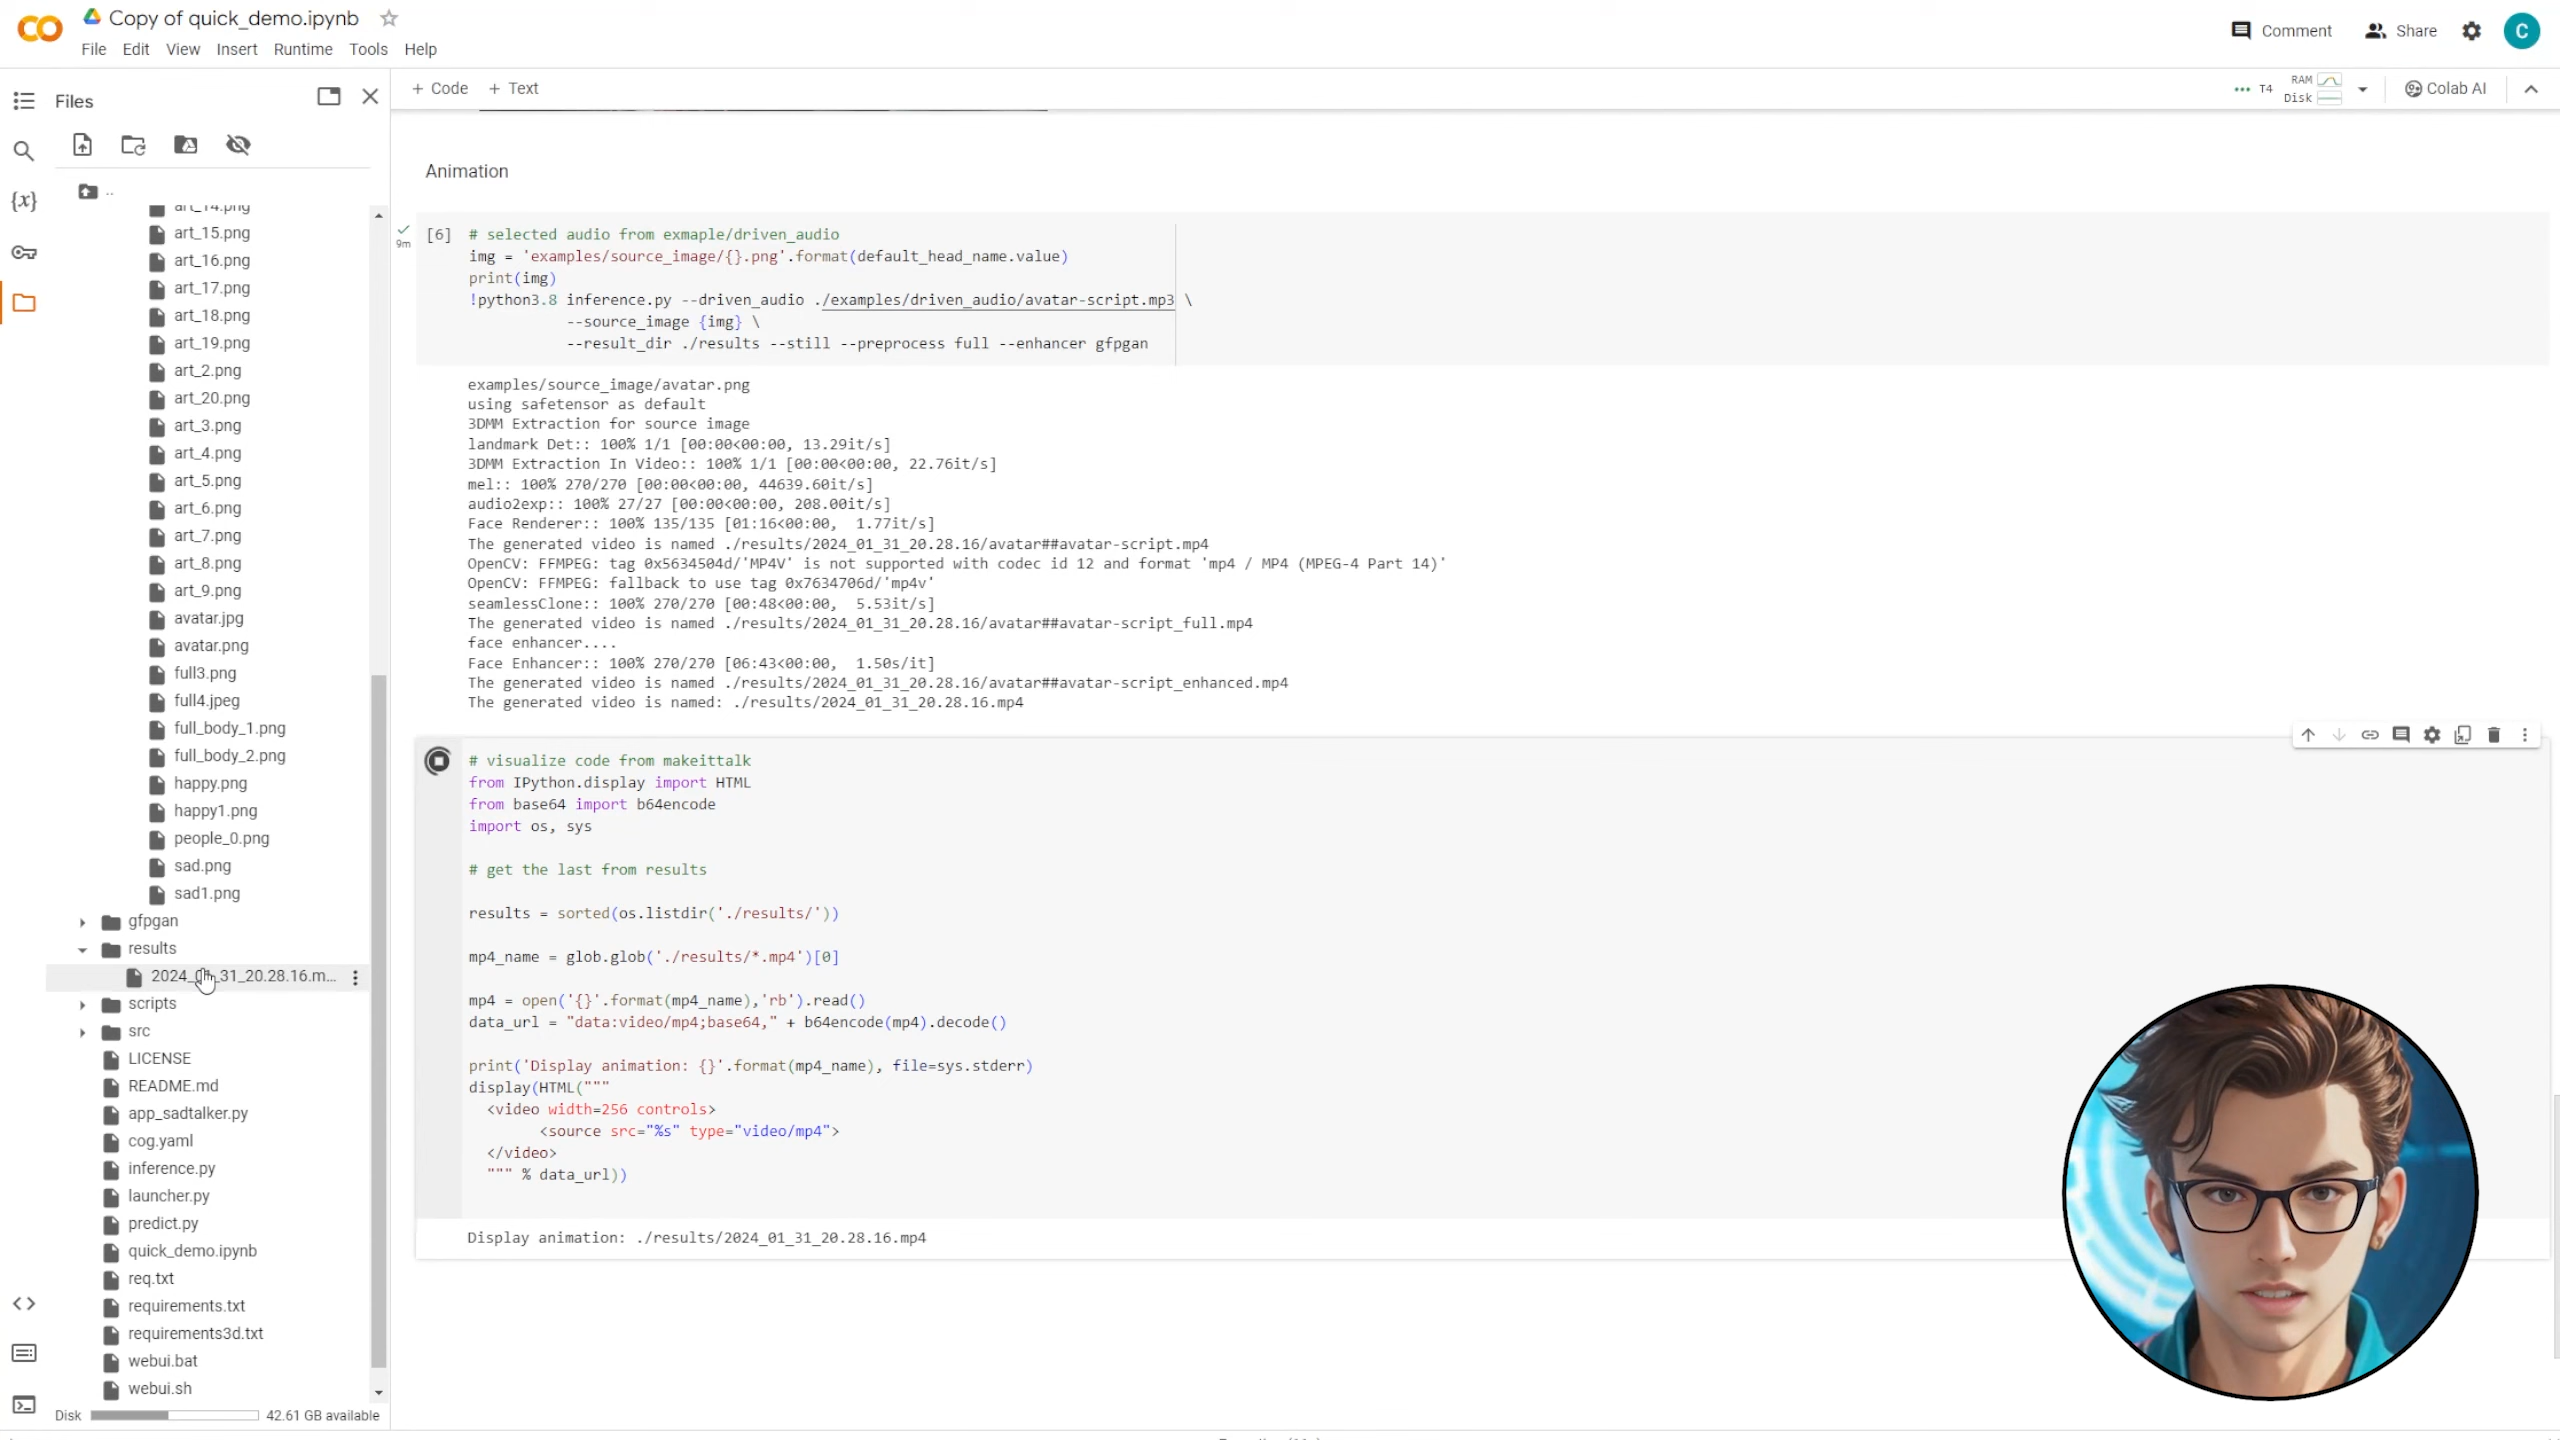 Copy of quick_demo.ipynb
File Edit View Insert Runtime Tools Help
Comment
Share
C
Files
+ Code + Text
T4
RAM
Disk
Colab AI
..
art_14.png
art_15.png
art_16.png
art_17.png
art_18.png
art_19.png
art_2.png
art_20.png
art_3.png
art_4.png
art_5.png
art_6.png
art_7.png
art_8.png
art_9.png
avatar.jpg
avatar.png
full3.png
full4.jpeg
full_body_1.png
full_body_2.png
happy.png
happy1.png
people_0.png
sad.png
sad1.png
gfpgan
results
2024_01_31_20.28.16.m...
scripts
src
LICENSE
README.md
app_sadtalker.py
cog.yaml
inference.py
launcher.py
predict.py
quick_demo.ipynb
req.txt
requirements.txt
requirements3d.txt
webui.bat
webui.sh
Disk 42.61 GB available
Animation
9m
[6] # selected audio from exmaple/driven_audio
img = 'examples/source_image/{}.png'.format(default_head_name.value)
print(img)
!python3.8 inference.py --driven_audio ./examples/driven_audio/avatar-script.mp3 \
--source_image {img} \
--result_dir ./results --still --preprocess full --enhancer gfpgan
examples/source_image/avatar.png
using safetensor as default
3DMM Extraction for source image
landmark Det:: 100% 1/1 [00:00<00:00, 13.29it/s]
3DMM Extraction In Video:: 100% 1/1 [00:00<00:00, 22.76it/s]
mel:: 100% 270/270 [00:00<00:00, 44639.60it/s]
audio2exp:: 100% 27/27 [00:00<00:00, 208.00it/s]
Face Renderer:: 100% 135/135 [01:16<00:00, 1.77it/s]
The generated video is named ./results/2024_01_31_20.28.16/avatar##avatar-script.mp4
OpenCV: FFMPEG: tag 0x5634504d/'MP4V' is not supported with codec id 12 and format 'mp4 / MP4 (MPEG-4 Part 14)'
OpenCV: FFMPEG: fallback to use tag 0x7634706d/'mp4v'
seamlessClone:: 100% 270/270 [00:48<00:00, 5.53it/s]
The generated video is named ./results/2024_01_31_20.28.16/avatar##avatar-script_full.mp4
face enhancer....
Face Enhancer:: 100% 270/270 [06:43<00:00, 1.50s/it]
The generated video is named ./results/2024_01_31_20.28.16/avatar##avatar-script_enhanced.mp4
The generated video is named: ./results/2024_01_31_20.28.16.mp4
# visualize code from makeittalk
from IPython.display import HTML
from base64 import b64encode
import os, sys
# get the last from results
results = sorted(os.listdir('./results/'))
mp4_name = glob.glob('./results/*.mp4')[0]
mp4 = open('{}'.format(mp4_name),'rb').read()
data_url = "data:video/mp4;base64," + b64encode(mp4).decode()
print('Display animation: {}'.format(mp4_name), file=sys.stderr)
display(HTML("""
<video width=256 controls>
<source src="%s" type="video/mp4">
</video>
""" % data_url))
Display animation: ./results/2024_01_31_20.28.16.mp4